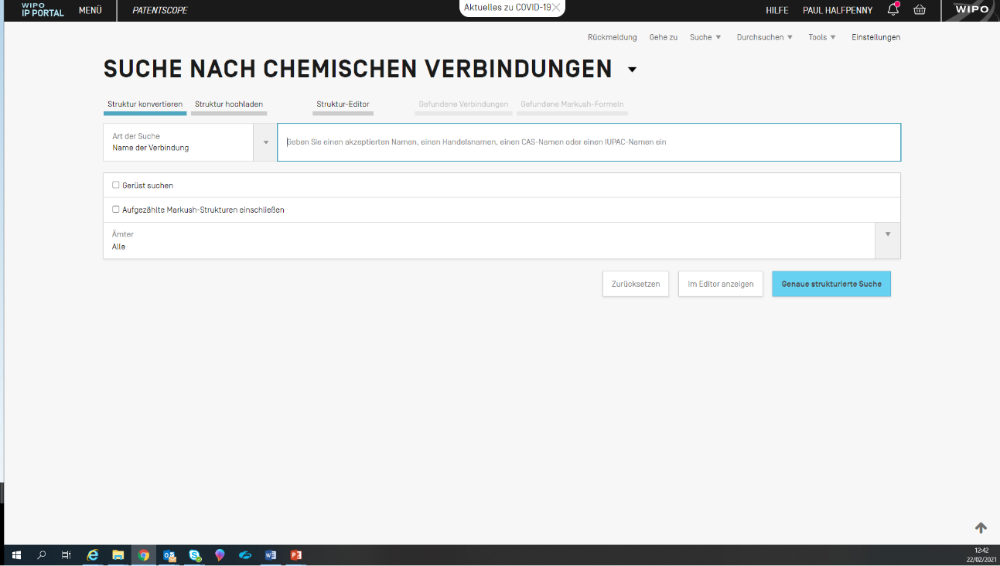 WIPO
IP PORTAL
MENÜ
PATENTSCOPE
Aktuelles zu COVID-19
HILFE
PAUL HALFPENNY
WIPO
Rückmeldung
Gehe zu
Suche
Durchsuchen
Tools
Einstellungen
SUCHE NACH CHEMISCHEN VERBINDUNGEN
Struktur konvertieren
Struktur hochladen
Struktur-Editor
Gefundene Verbindungen
Gefundene Markush-Formeln
Art der Suche
Name der Verbindung
Geben Sie einen akzeptierten Namen, einen Handelsnamen, einen CAS-Namen oder einen IUPAC-Namen ein
Gerüst suchen
Aufgezählte Markush-Strukturen einschließen
Ämter
Alle
Zurücksetzen
Im Editor anzeigen
Genaue strukturierte Suche
12:42
22/02/2021